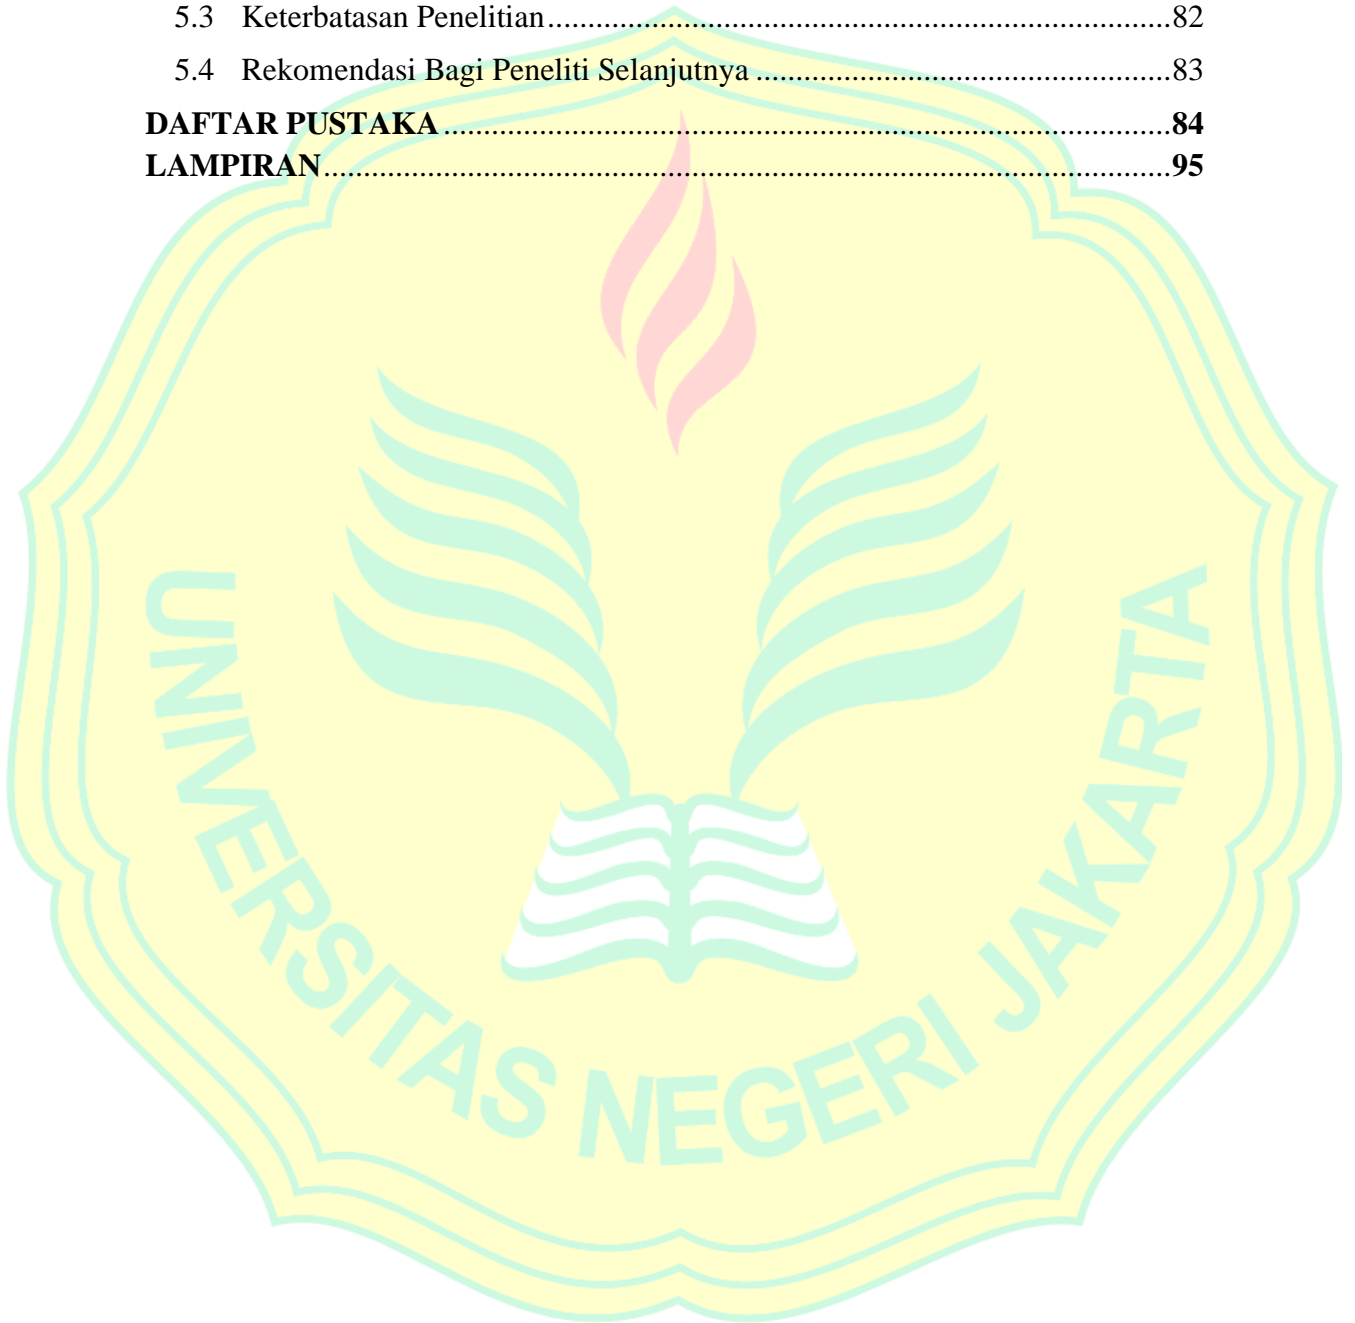 5.3 Keterbatasan Penelitian............................................................................82
5.4 Rekomendasi Bagi Peneliti Selanjutnya ..................................................83
DAFTAR PUSTAKA..........................................................................................84
LAMPIRAN........................................................................................................95
UNIVERSITAS NEGERI JAKARTA